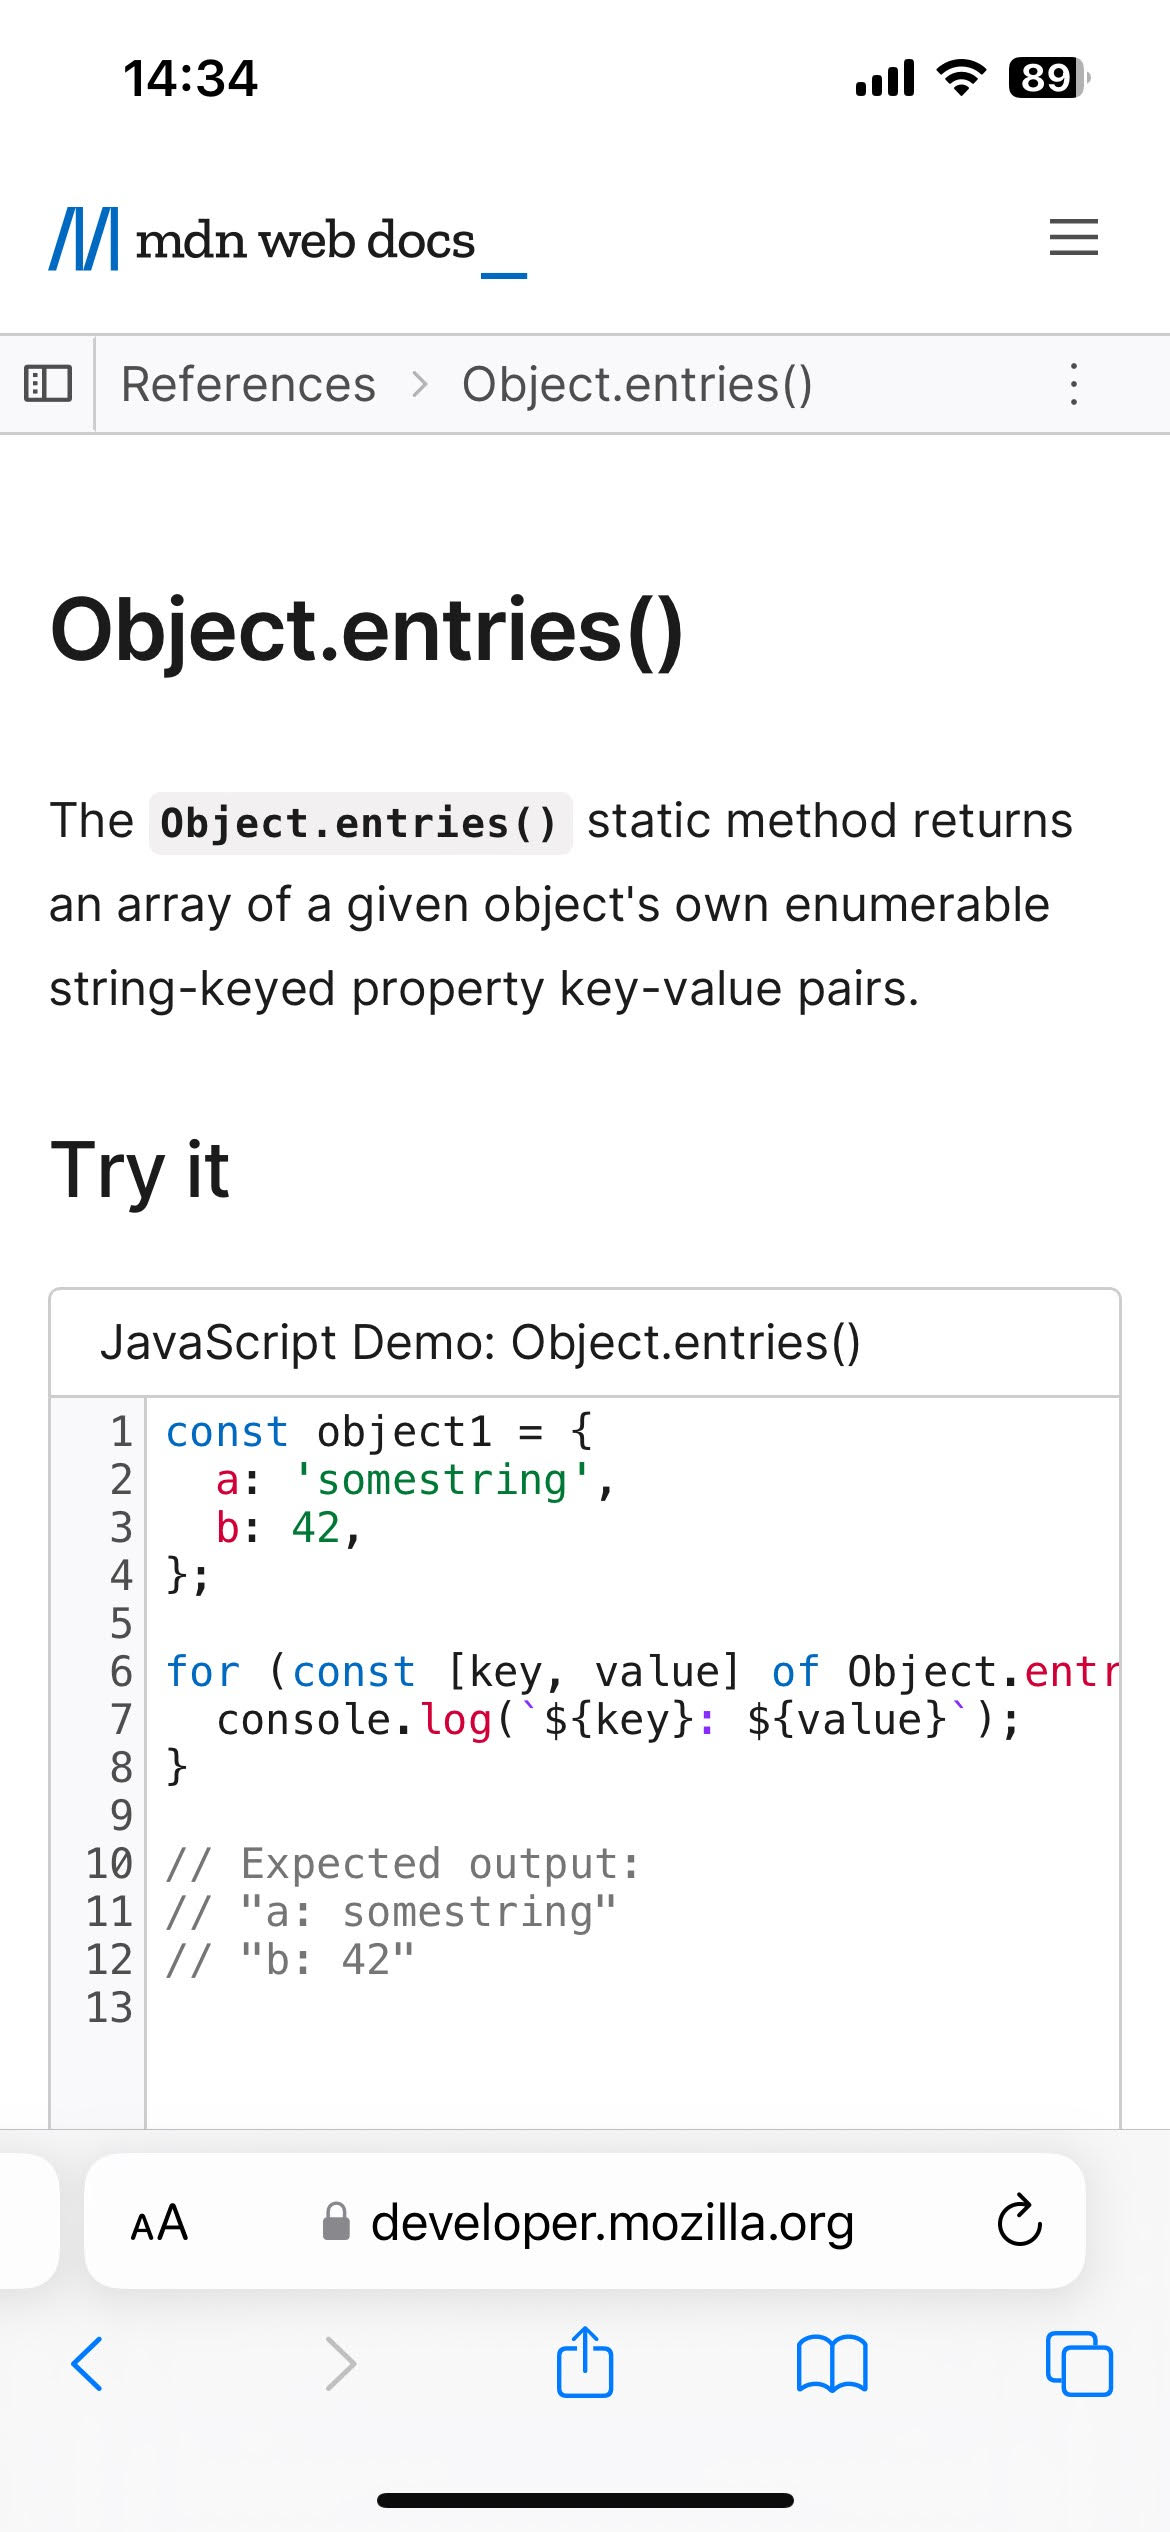 14:34
89
mdn web docs_
References > Object.entries()
Object.entries()
The Object.entries() static method returns
an array of a given object's own enumerable
string-keyed property key-value pairs.
Try it
JavaScript Demo: Object.entries()
1 const object1 = {
2   a: 'somestring',
3   b: 42,
4 };
5
6 for (const [key, value] of Object.entr
7   console.log(`${key}: ${value}`);
8 }
9
10 // Expected output:
11 // "a: somestring"
12 // "b: 42"
13
AA developer.mozilla.org